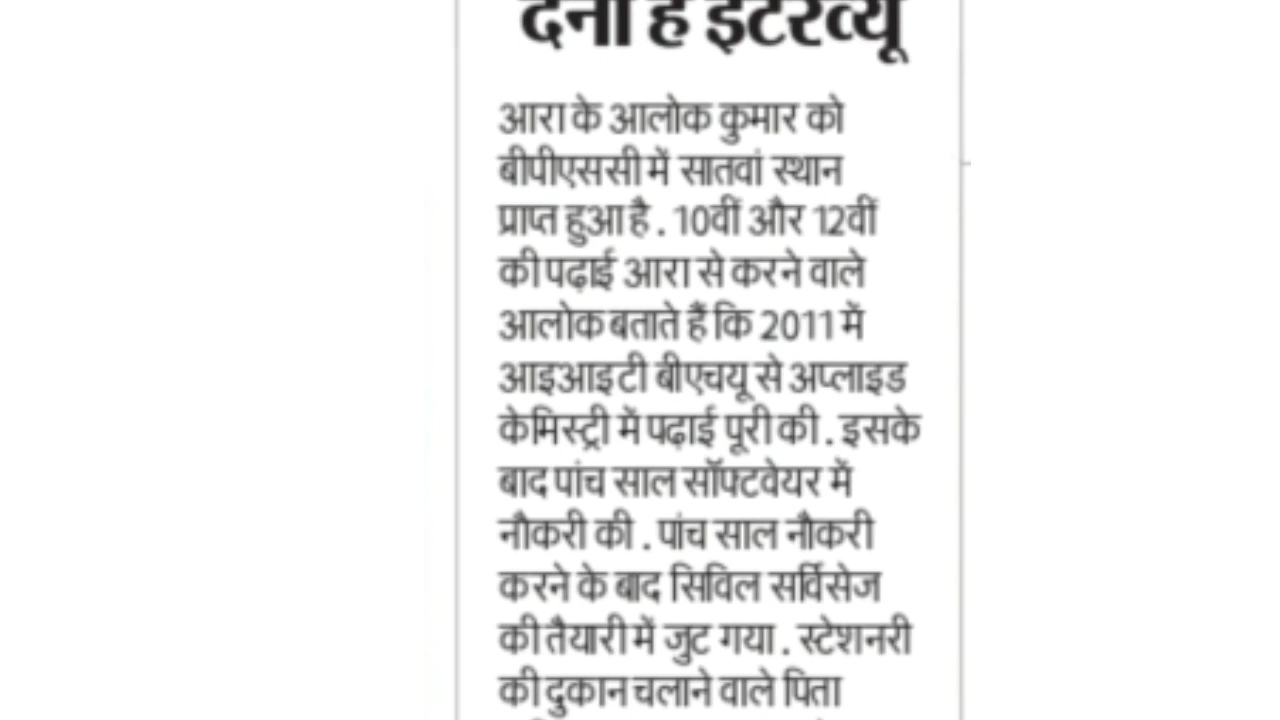 देना है इंटरव्यू
आरा के आलोक कुमार को
बीपीएससी में सातवां स्थान
प्राप्त हुआ है . 10वीं और 12वीं
की पढ़ाई आरा से करने वाले
आलोक बताते हैं कि 2011 में
आइआइटी बीएचयू से अप्लाइड
केमिस्ट्री में पढ़ाई पूरी की . इसके
बाद पांच साल सॉफ्टवेयर में
नौकरी की . पांच साल नौकरी
करने के बाद सिविल सर्विसेज
की तैयारी में जुट गया . स्टेशनरी
की दुकान चलाने वाले पिता